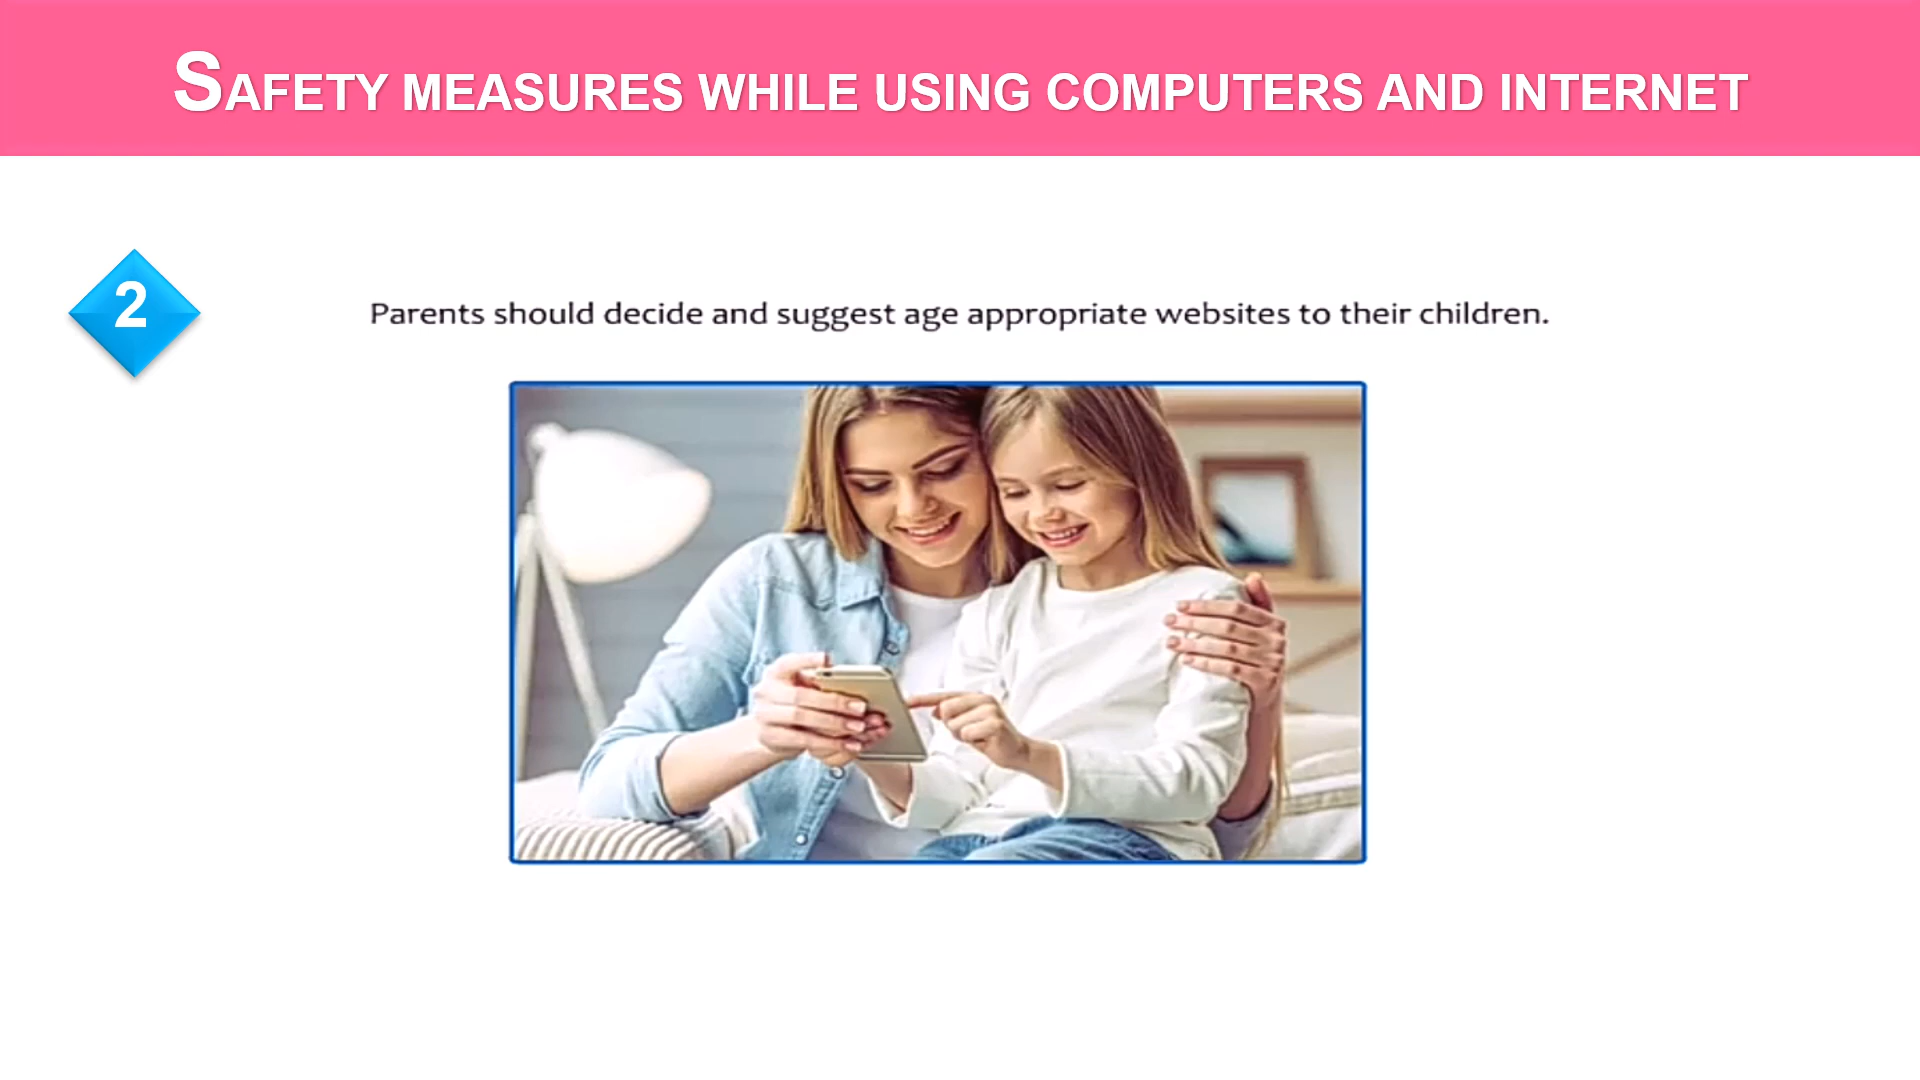 SAFETY MEASURES WHILE USING COMPUTERS AND INTERNET
2
Parents should decide and suggest age appropriate websites to their children.